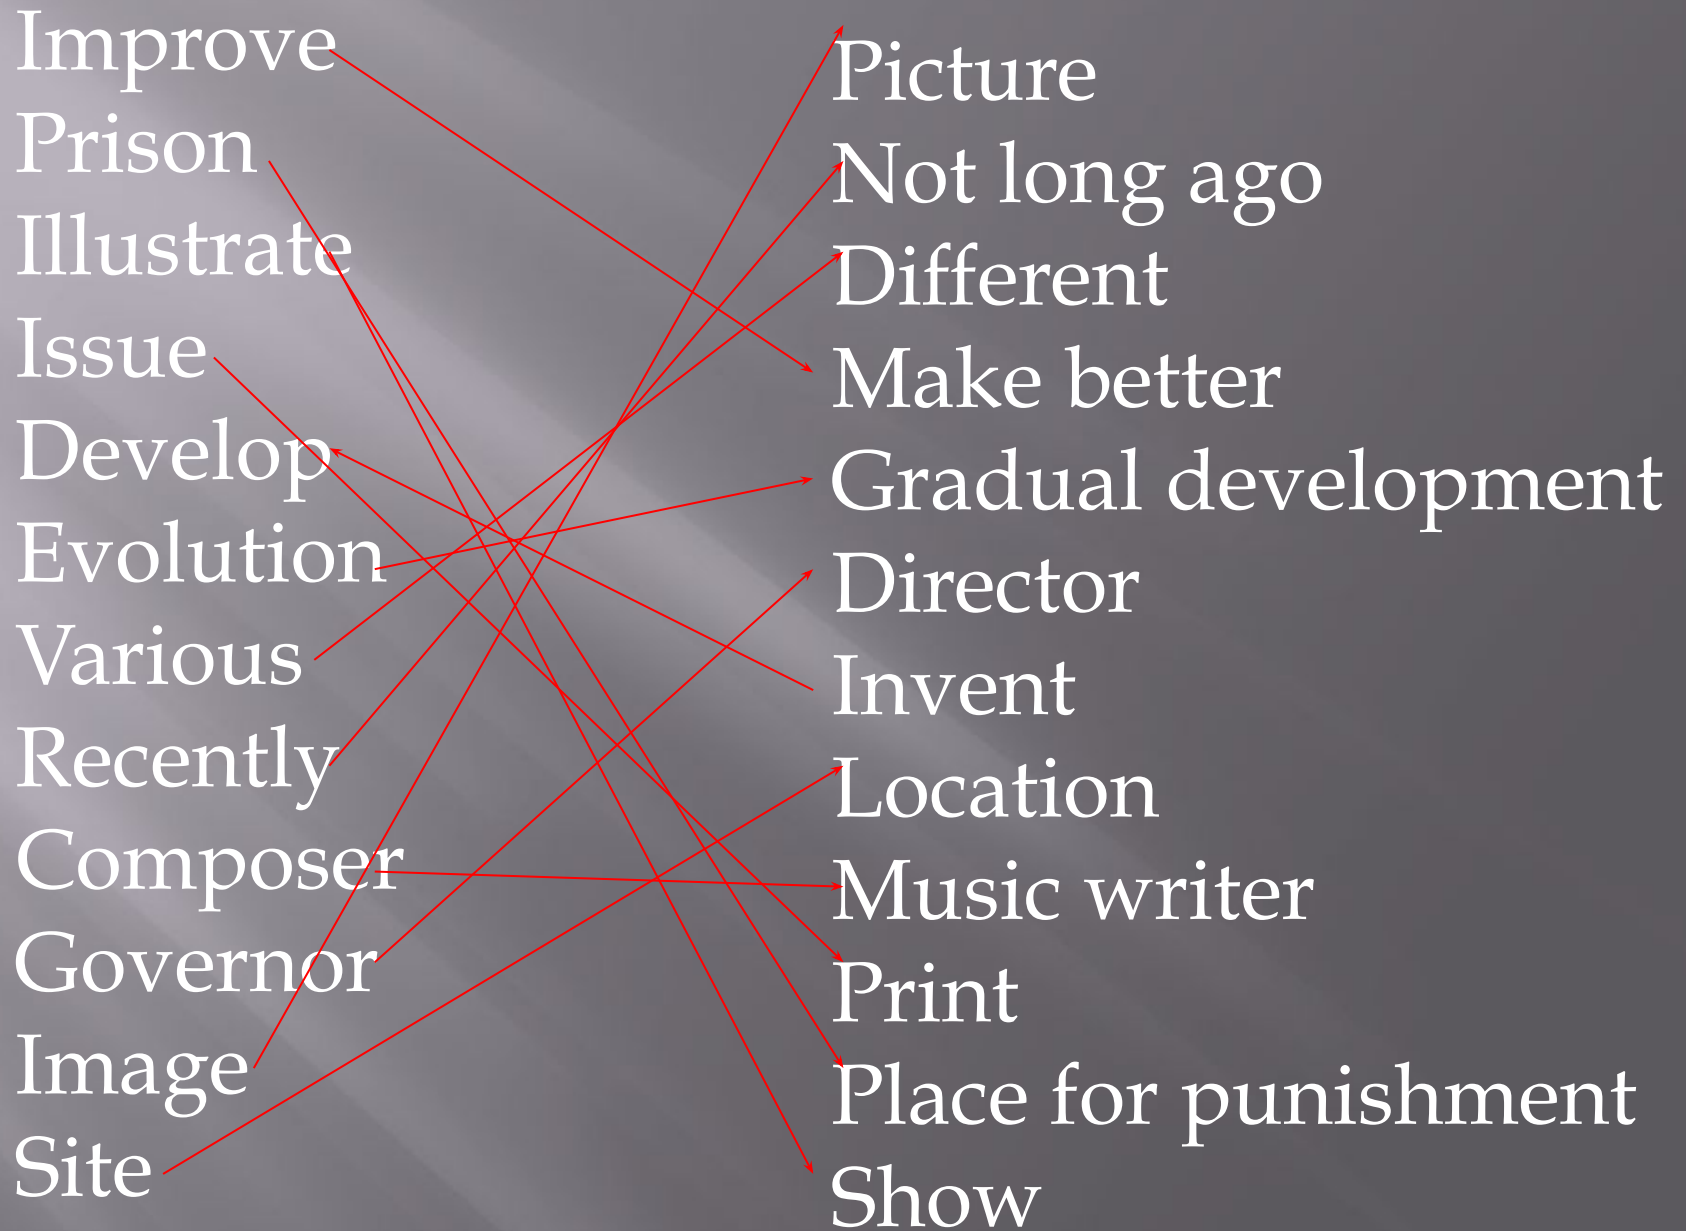 Improve
Prison
Illustrate
Issue
Develop
Evolution
Various
Recently
Composer
Governor
Image
Site
Picture
Not long ago
Different
Make better
Gradual development
Director
Invent
Location
Music writer
Print
Place for punishment
Show